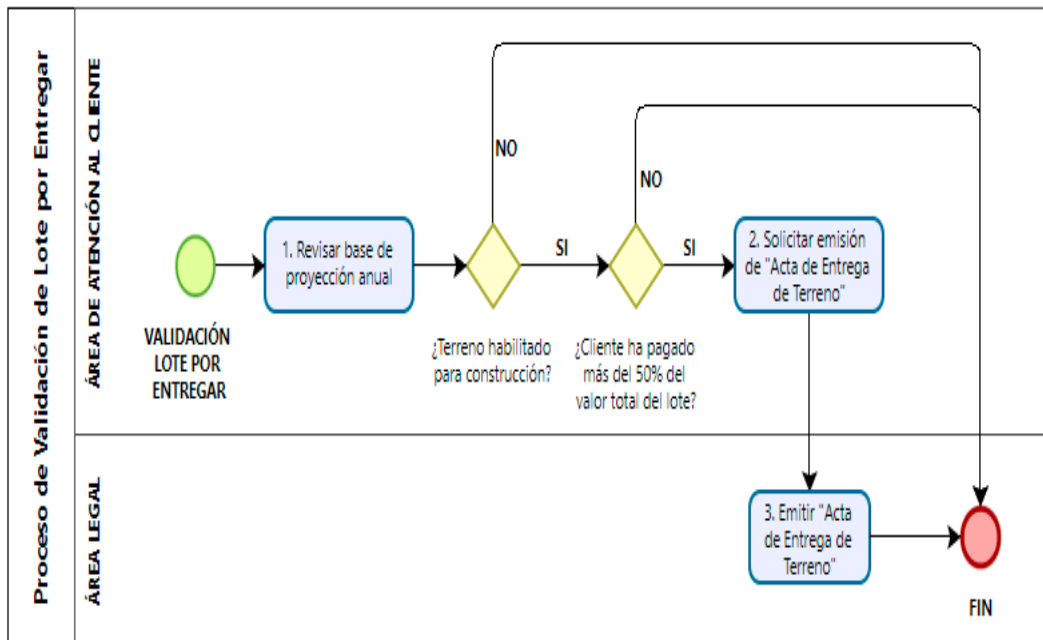 Proceso de Validación de Lote por Entregar
ÁREA DE ATENCIÓN AL CLIENTE
VALIDACIÓN
LOTE POR
ENTREGAR
1. Revisar base de
proyección anual
NO
SI
¿Terreno habilitado
para construcción?
NO
SI
¿Cliente ha pagado
más del 50% del
valor total del lote?
2. Solicitar emisión
de "Acta de Entrega
de Terreno"
ÁREA LEGAL
3. Emitir "Acta
de Entrega de
Terreno"
FIN